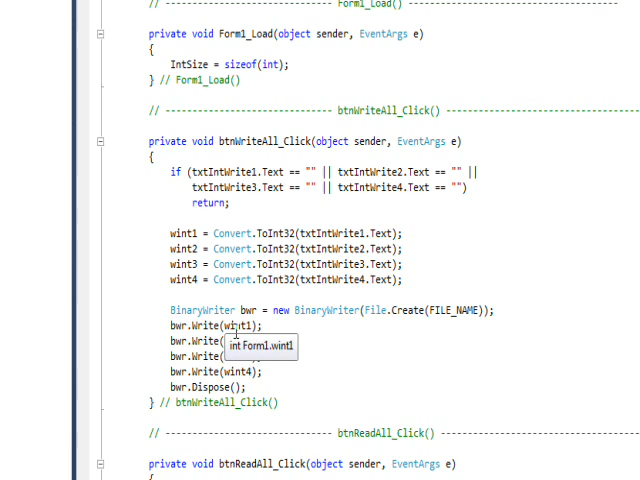 // ------------------------------- Form1_Load() ---------------------------------------
private void Form1_Load(object sender, EventArgs e)
{
IntSize = sizeof(int);
} // Form1_Load()
// ------------------------------- btnWriteAll_Click() ------------------------------------
private void btnWriteAll_Click(object sender, EventArgs e)
{
if (txtIntWrite1.Text == "" || txtIntWrite2.Text == "" ||
txtIntWrite3.Text == "" || txtIntWrite4.Text == "")
return;
wint1 = Convert.ToInt32(txtIntWrite1.Text);
wint2 = Convert.ToInt32(txtIntWrite2.Text);
wint3 = Convert.ToInt32(txtIntWrite3.Text);
wint4 = Convert.ToInt32(txtIntWrite4.Text);
BinaryWriter bwr = new BinaryWriter(File.Create(FILE_NAME));
bwr.Write(wint1);
bwr.Write(
int Form1.wint1
bwr.Write(
bwr.Write(wint4);
bwr.Dispose();
} // btnWriteAll_Click()
// ------------------------------- btnReadAll_Click() -------------------------------------
private void btnReadAll_Click(object sender, EventArgs e)
{